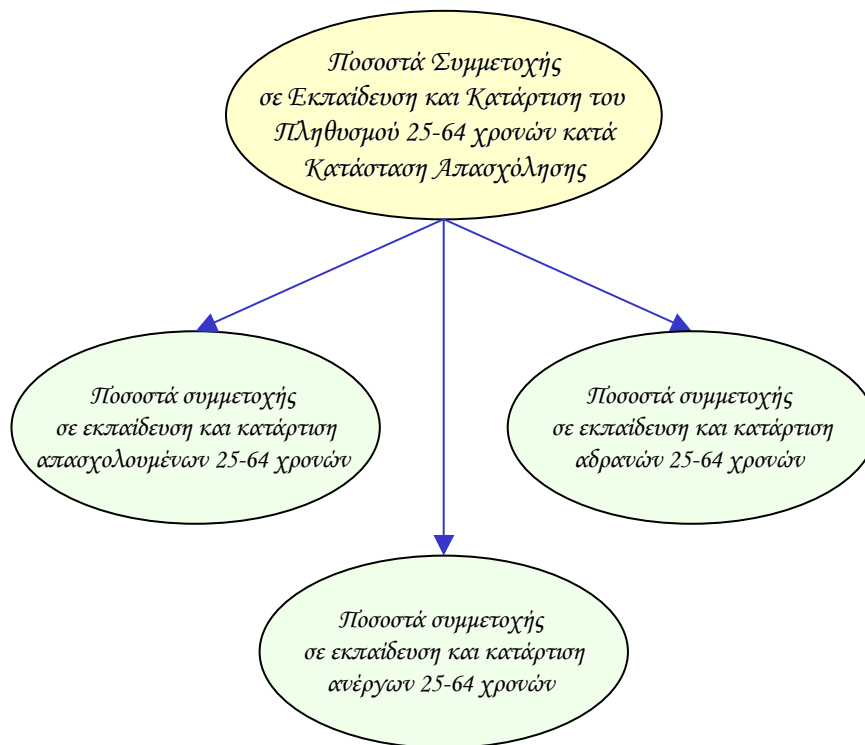 Ποσοστά Συμμετοχής
σε Εκπαίδευση και Κατάρτιση του
Πληθυσμού 25-64 χρονών κατά
Κατάσταση Απασχόλησης
Ποσοστά συμμετοχής
σε εκπαίδευση και κατάρτιση
απασχολουμένων 25-64 χρονών
Ποσοστά συμμετοχής
σε εκπαίδευση και κατάρτιση
αδρανών 25-64 χρονών
Ποσοστά συμμετοχής
σε εκπαίδευση και κατάρτιση
ανέργων 25-64 χρονών